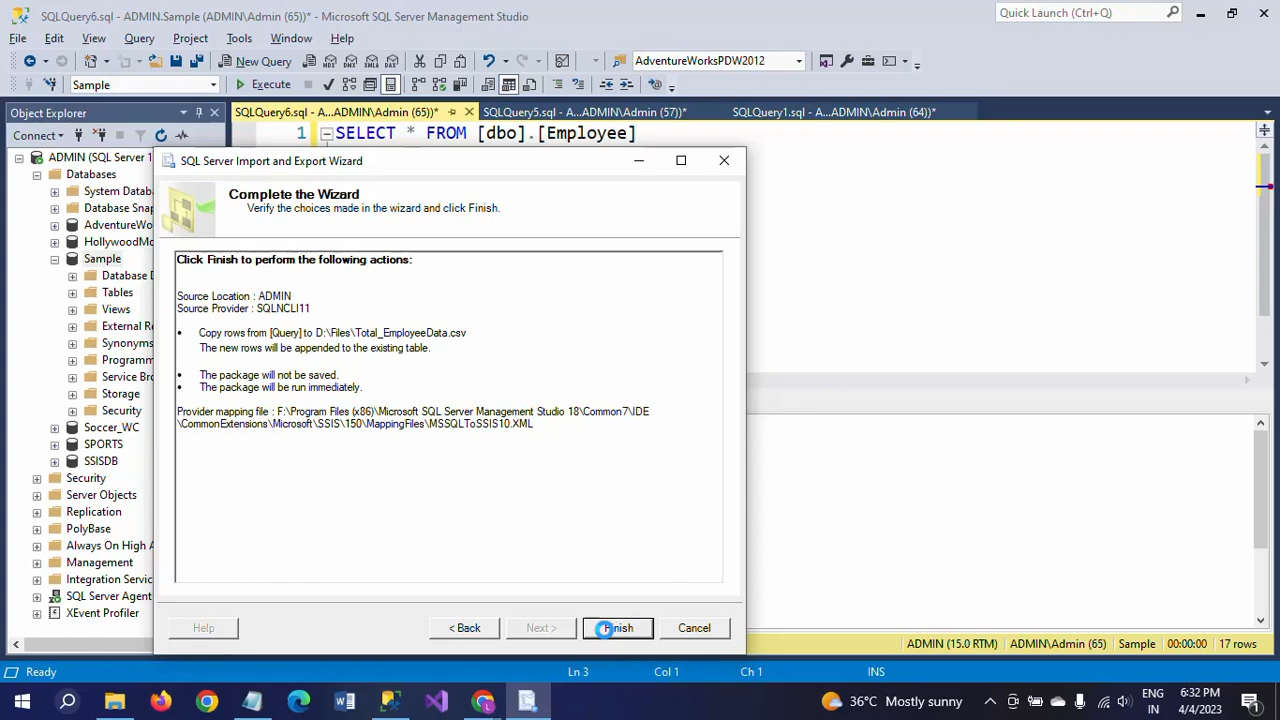 SQLQuery6.sql - ADMIN.Sample (ADMIN\Admin (65))* - Microsoft SQL Server Management Studio
Quick Launch (Ctrl+Q)
File Edit View Query Project Tools Window Help
New Query AdventureWorksPDW2012
Sample Execute
Object Explorer
SQLQuery6.sql - A...ADMIN\Admin (65))* SQLQuery5.sql - A...ADMIN\Admin (57))* SQLQuery1.sql - A...ADMIN\Admin (64))*
Connect
1 SELECT * FROM [dbo].[Employee]
ADMIN (SQL Server 1
Databases
System Datab
Database Snap
AdventureWo
HollywoodMo
Sample
Database D
Tables
Views
External Re
Synonyms
Programm
Service Bro
Storage
Security
Soccer_WC
SPORTS
SSISDB
Security
Server Objects
Replication
PolyBase
Always On High A
Management
Integration Servic
SQL Server Agent
XEvent Profiler
SQL Server Import and Export Wizard
Complete the Wizard
Verify the choices made in the wizard and click Finish.
Click Finish to perform the following actions:
Source Location : ADMIN
Source Provider : SQLNCLI11
• Copy rows from [Query] to D:\Files\Total_EmployeeData.csv
The new rows will be appended to the existing table.
• The package will not be saved.
• The package will be run immediately.
Provider mapping file : F:\Program Files (x86)\Microsoft SQL Server Management Studio 18\Common7\IDE
\CommonExtensions\Microsoft\SSIS\150\MappingFiles\MSSQLToSSIS10.XML
Help < Back Next > Finish Cancel
ADMIN (15.0 RTM) ADMIN\Admin (65) Sample 00:00:00 17 rows
Ready Ln 3 Col 1 Ch 1 INS
36°C Mostly sunny
ENG
IN
6:32 PM
4/4/2023
1